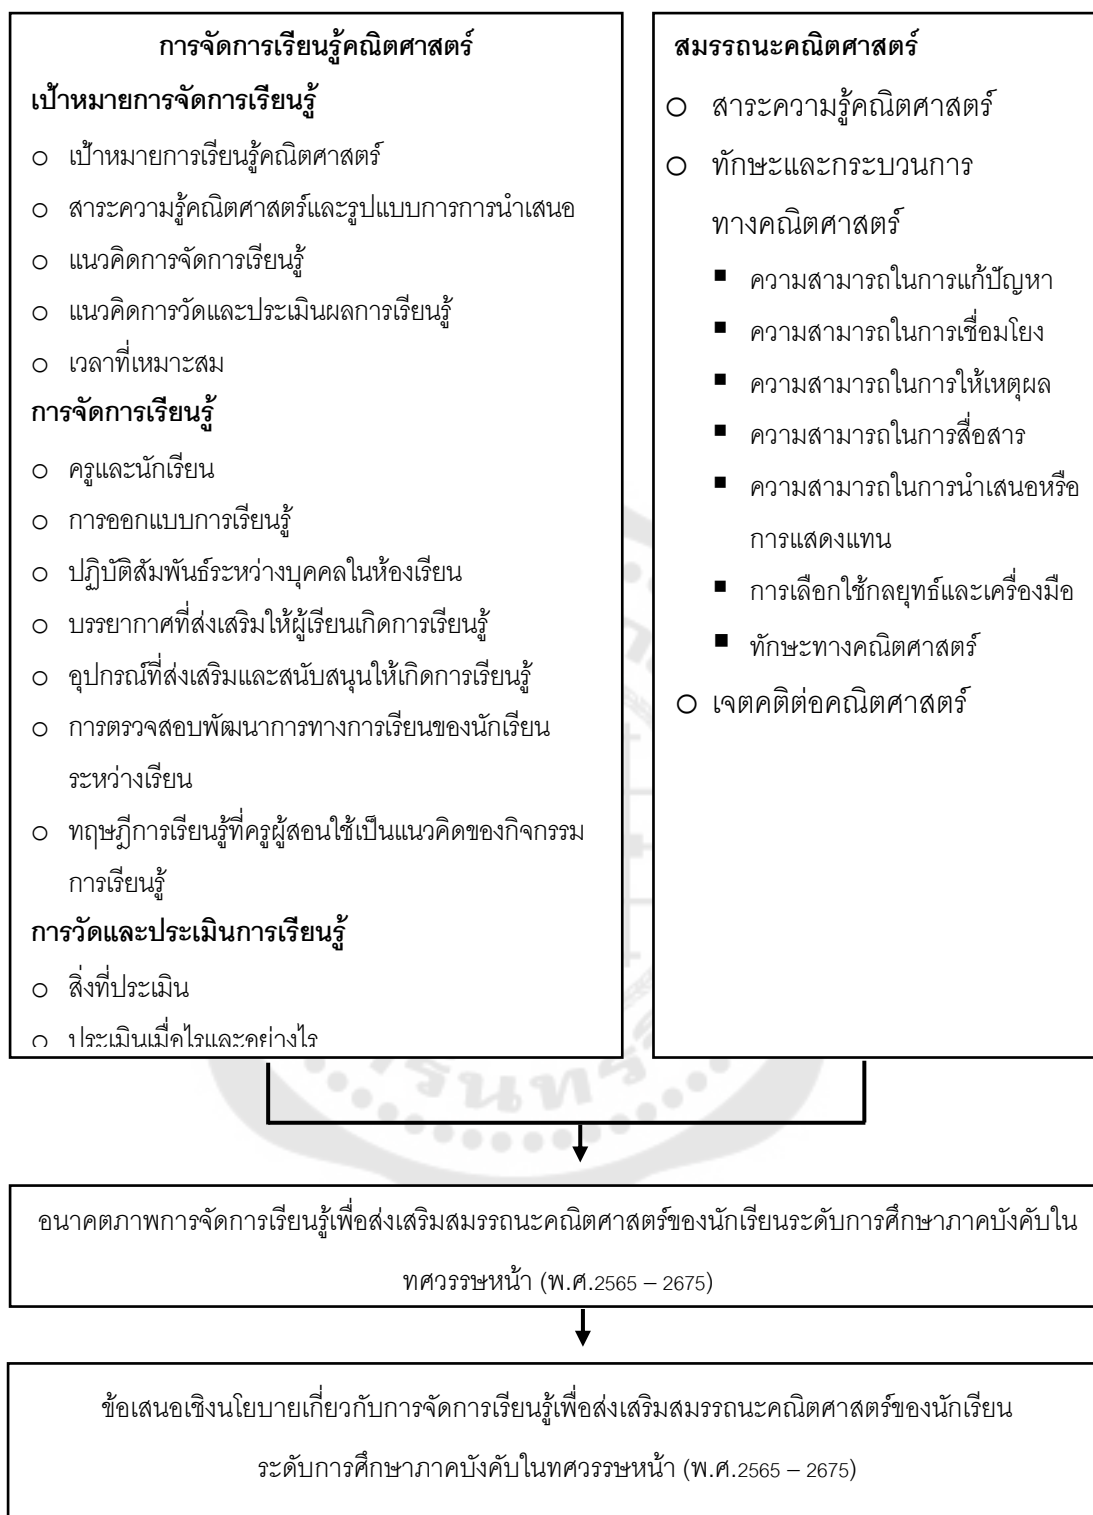 การจัดการเรียนรู้คณิตศาสตร์
เป้าหมายการจัดการเรียนรู้
o เป้าหมายการเรียนรู้คณิตศาสตร์
o สาระความรู้คณิตศาสตร์และรูปแบบการการนำเสนอ
o แนวคิดการจัดการเรียนรู้
o แนวคิดการวัดและประเมินผลการเรียนรู้
o เวลาที่เหมาะสม
การจัดการเรียนรู้
o ครูและนักเรียน
o การออกแบบการเรียนรู้
o ปฏิบัติสัมพันธ์ระหว่างบุคคลในห้องเรียน
o บรรยากาศที่ส่งเสริมให้ผู้เรียนเกิดการเรียนรู้
o อุปกรณ์ที่ส่งเสริมและสนับสนุนให้เกิดการเรียนรู้
o การตรวจสอบพัฒนาการทางการเรียนของนักเรียน
ระหว่างเรียน
o ทฤษฎีการเรียนรู้ที่ครูผู้สอนใช้เป็นแนวคิดของกิจกรรม
การเรียนรู้
การวัดและประเมินการเรียนรู้
o สิ่งที่ประเมิน
o ประเมินเมื่อไรและอย่างไร
สมรรถนะคณิตศาสตร์
o สาระความรู้คณิตศาสตร์
o ทักษะและกระบวนการ
ทางคณิตศาสตร์
▪ ความสามารถในการแก้ปัญหา
▪ ความสามารถในการเชื่อมโยง
▪ ความสามารถในการให้เหตุผล
▪ ความสามารถในการสื่อสาร
▪ ความสามารถในการนำเสนอหรือ
การแสดงแทน
▪ การเลือกใช้กลยุทธ์และเครื่องมือ
▪ ทักษะทางคณิตศาสตร์
o เจตคติต่อคณิตศาสตร์
อนาคตภาพการจัดการเรียนรู้เพื่อส่งเสริมสมรรถนะคณิตศาสตร์ของนักเรียนระดับการศึกษาภาคบังคับใน
ทศวรรษหน้า (พ.ศ.2565 – 2675)
ข้อเสนอเชิงนโยบายเกี่ยวกับการจัดการเรียนรู้เพื่อส่งเสริมสมรรถนะคณิตศาสตร์ของนักเรียน
ระดับการศึกษาภาคบังคับในทศวรรษหน้า (พ.ศ.2565 – 2675)